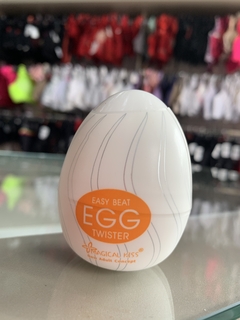 EASY BEAT
EGG
TWISTER
MAGICAL KISS®